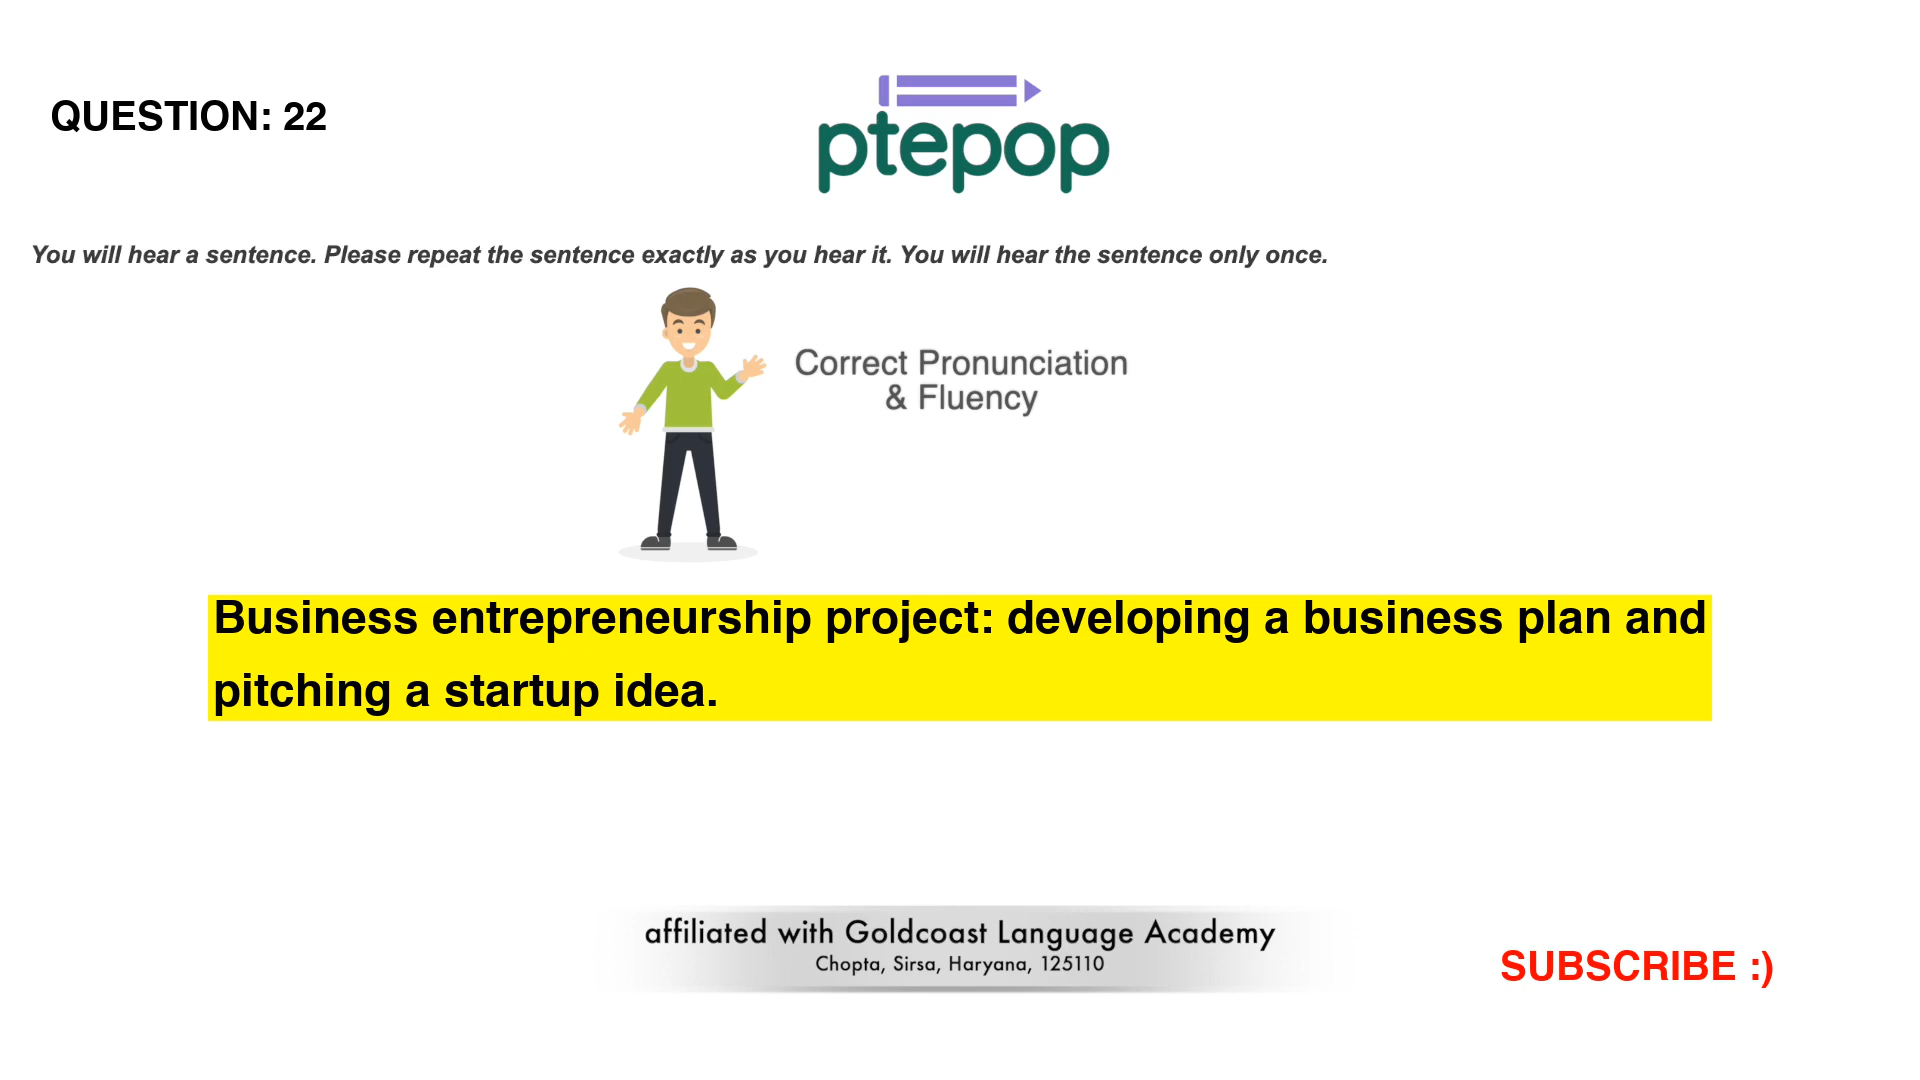 QUESTION: 22
ptepop
You will hear a sentence. Please repeat the sentence exactly as you hear it. You will hear the sentence only once.
Correct Pronunciation
& Fluency
Business entrepreneurship project: developing a business plan and
pitching a startup idea.
affiliated with Goldcoast Language Academy
Chopta, Sirsa, Haryana, 125110
SUBSCRIBE :)